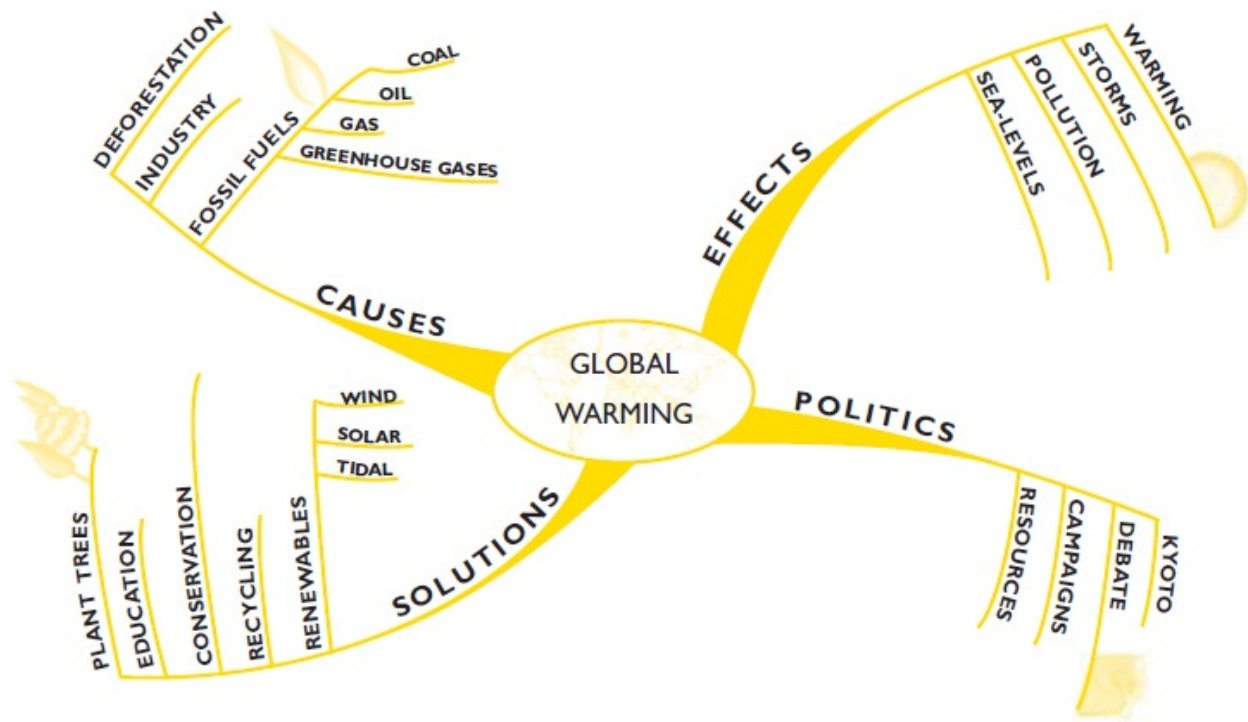 GLOBAL
WARMING
CAUSES
DEFORESTATION
INDUSTRY
FOSSIL FUELS
COAL
OIL
GAS
GREENHOUSE GASES
EFFECTS
SEA-LEVELS
POLLUTION
STORMS
WARMING
POLITICS
RESOURCES
CAMPAIGNS
DEBATE
KYOTO
SOLUTIONS
PLANT TREES
EDUCATION
CONSERVATION
RECYCLING
RENEWABLES
WIND
SOLAR
TIDAL